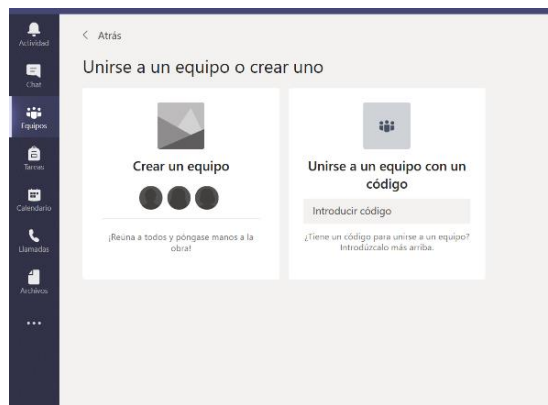 Actividad
Chat
Equipos
Tareas
Calendario
Llamadas
Archivos
Atrás
Unirse a un equipo o crear uno
Crear un equipo
¡Reúna a todos y póngase manos a la
obra!
Unirse a un equipo con un
código
Introducir código
¿Tiene un código para unirse a un equipo?
Introdúzcalo más arriba.